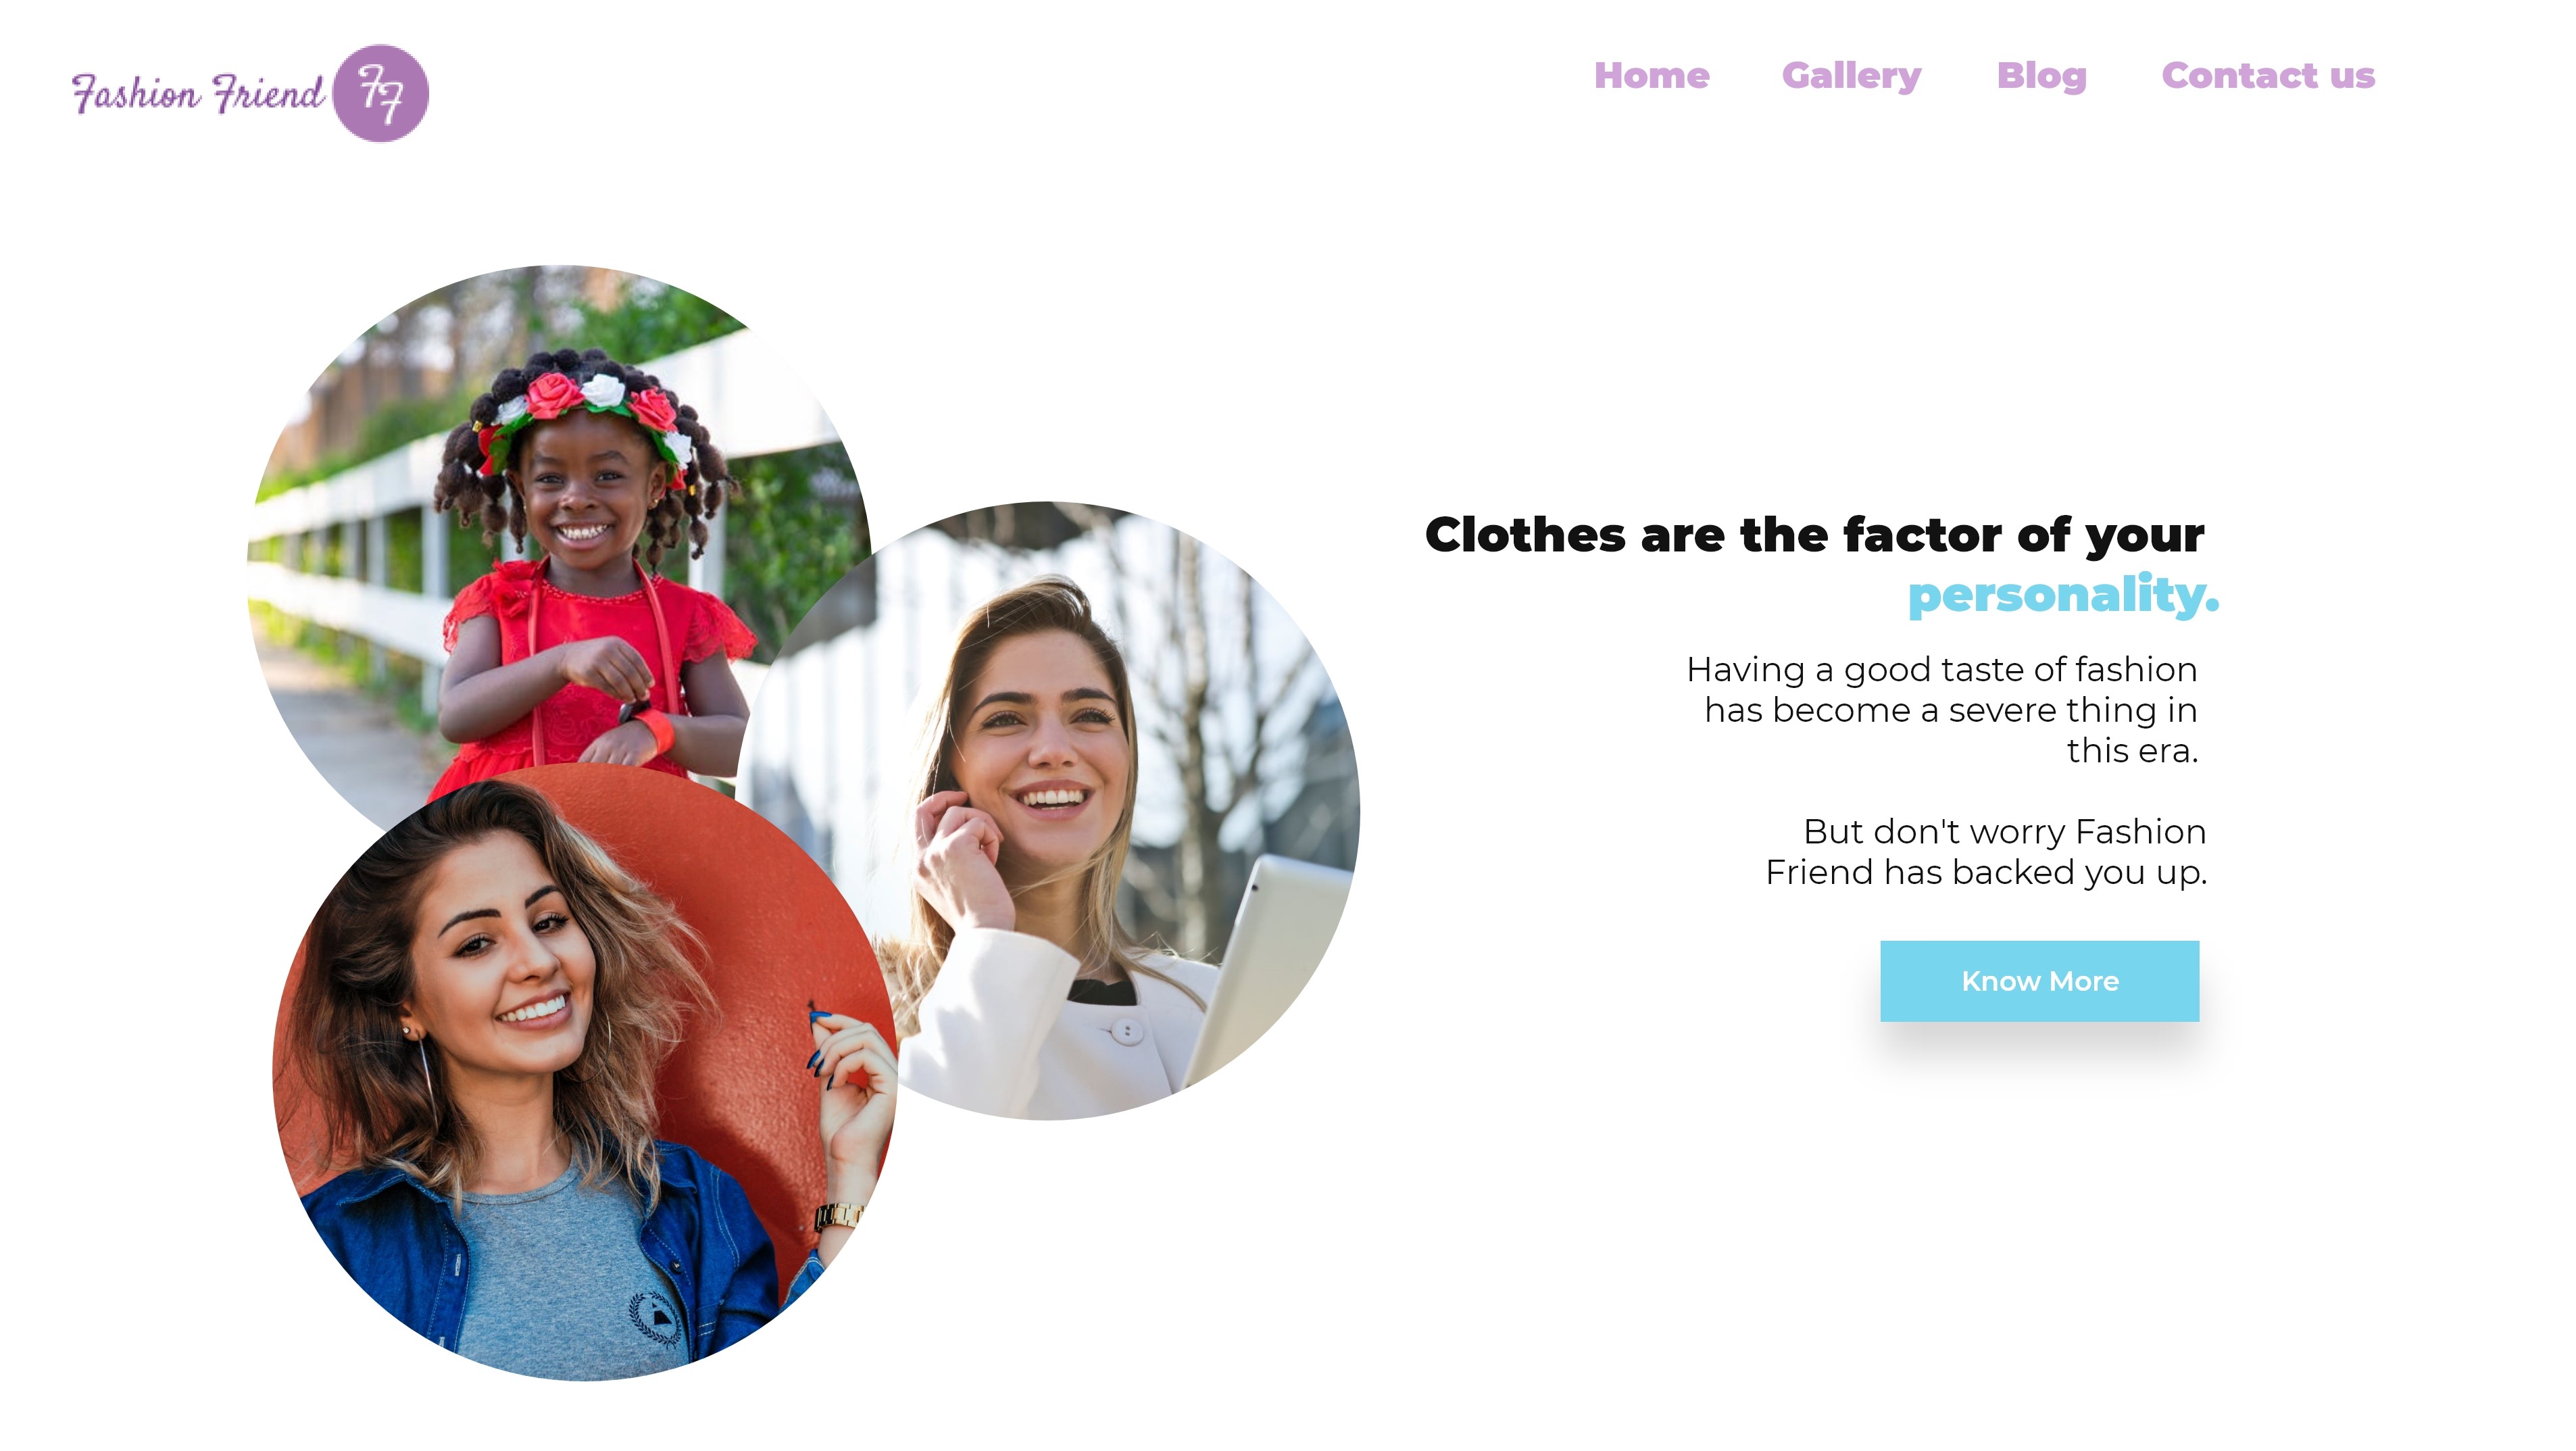 Fashion Friend FF
Home Gallery Blog Contact us
Clothes are the factor of your
personality.
Having a good taste of fashion
has become a severe thing in
this era.
But don't worry Fashion
Friend has backed you up.
Know More